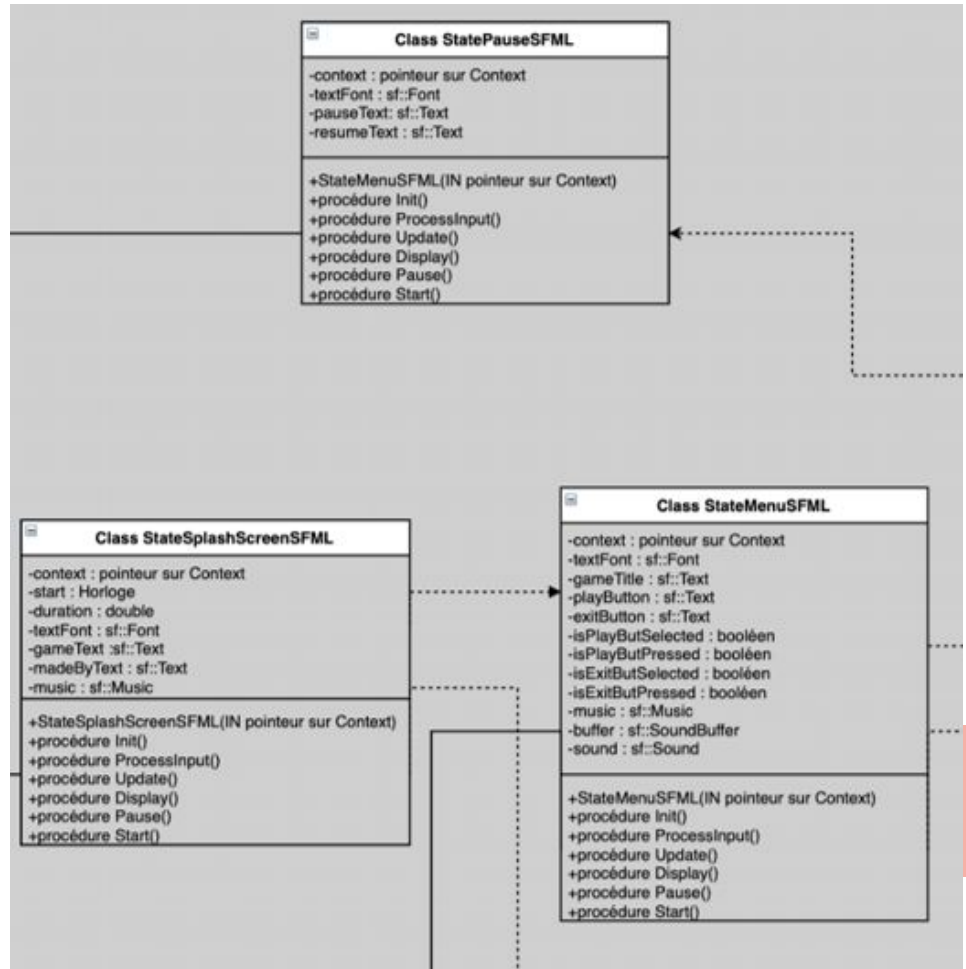 Class StatePauseSFML
-context : pointeur sur Context
-textFont : sf::Font
-pauseText: sf::Text
-resumeText : sf::Text
+StateMenuSFML(IN pointeur sur Context)
+procédure Init()
+procédure ProcessInput()
+procédure Update()
+procédure Display()
+procédure Pause()
+procédure Start()
Class StateSplashScreenSFML
-context : pointeur sur Context
-start : Horloge
-duration : double
-textFont : sf::Font
-gameText :sf::Text
-madeByText : sf::Text
-music : sf::Music
+StateSplashScreenSFML(IN pointeur sur Context)
+procédure Init()
+procédure ProcessInput()
+procédure Update()
+procédure Display()
+procédure Pause()
+procédure Start()
Class StateMenuSFML
-context : pointeur sur Context
-textFont : sf::Font
-gameTitle : sf::Text
-playButton : sf::Text
-exitButton : sf::Text
-isPlayButSelected : booléen
-isPlayButPressed : booléen
-isExitButSelected : booléen
-isExitButPressed : booléen
-music : sf::Music
-buffer : sf::SoundBuffer
-sound : sf::Sound
+StateMenuSFML(IN pointeur sur Context)
+procédure Init()
+procédure ProcessInput()
+procédure Update()
+procédure Display()
+procédure Pause()
+procédure Start()